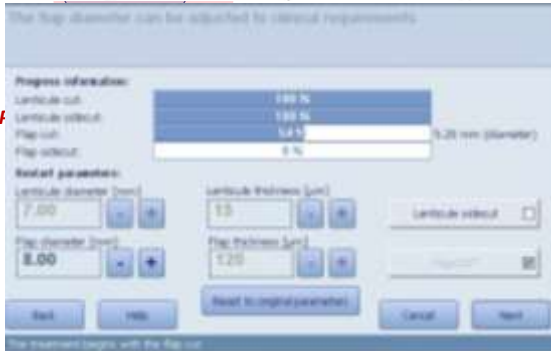 The flap diameter can be adjusted to clinical requirements
Progress information:
Lenticule cut: 100 %
Lenticule sidecut: 100 %
Flap cut: 54 % 5.20 mm (diameter)
Flap sidecut: 0 %
Restart parameters:
Lenticule diameter [mm] Lenticule thickness [µm]
7.00 - + 15 - + Lenticule sidecut
Flap diameter [mm] Flap thickness [µm]
8.00 - + 120 - +
Reset to original parameters
Back Help Cancel Next
The treatment begins with the flap cut